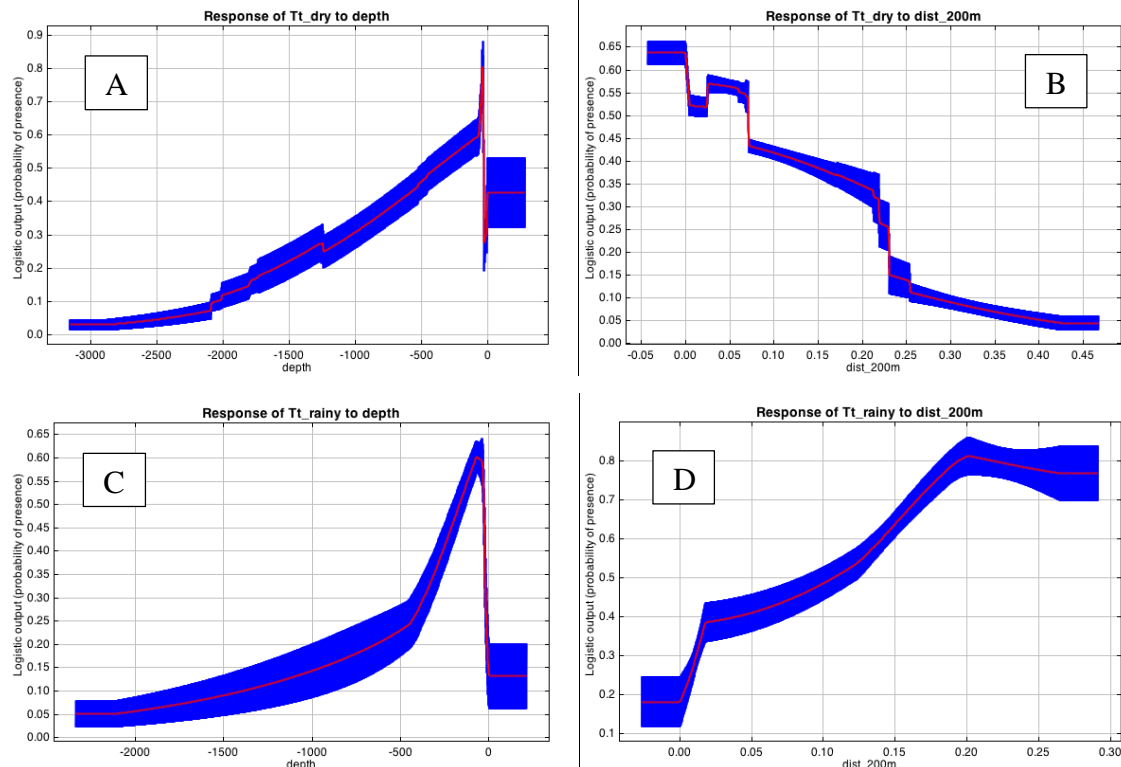 Response of Tt_dry to depth
A
Logistic output (probability of presence)
0.9
0.8
0.7
0.6
0.5
0.4
0.3
0.2
0.1
0.0
-3000 -2500 -2000 -1500 -1000 -500 0
depth
Response of Tt_dry to dist_200m
B
Logistic output (probability of presence)
0.65
0.60
0.55
0.50
0.45
0.40
0.35
0.30
0.25
0.20
0.15
0.10
0.05
0.00
-0.05 0.00 0.05 0.10 0.15 0.20 0.25 0.30 0.35 0.40 0.45
dist_200m
Response of Tt_rainy to depth
C
Logistic output (probability of presence)
0.65
0.60
0.55
0.50
0.45
0.40
0.35
0.30
0.25
0.20
0.15
0.10
0.05
0.00
-2000 -1500 -1000 -500 0
depth
Response of Tt_rainy to dist_200m
D
Logistic output (probability of presence)
0.8
0.7
0.6
0.5
0.4
0.3
0.2
0.1
0.00 0.05 0.10 0.15 0.20 0.25 0.30
dist_200m